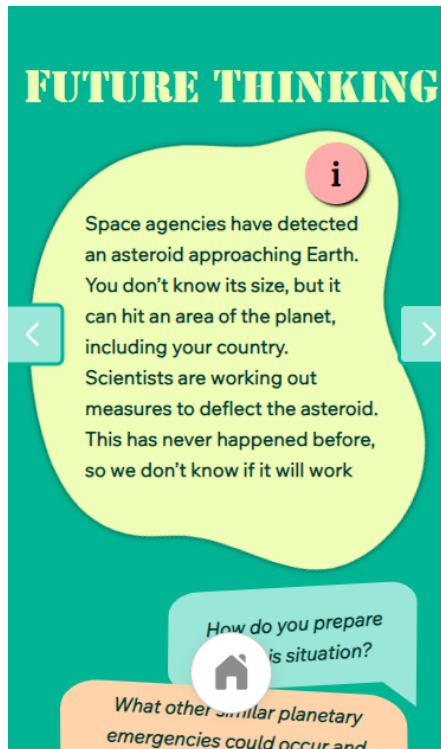 FUTURE THINKING
i
Space agencies have detected
an asteroid approaching Earth.
You don't know its size, but it
can hit an area of the planet,
including your country.
Scientists are working out
measures to deflect the asteroid.
This has never happened before,
so we don't know if it will work
How do you prepare
is situation?
What other similar planetary
emergencies could occur and